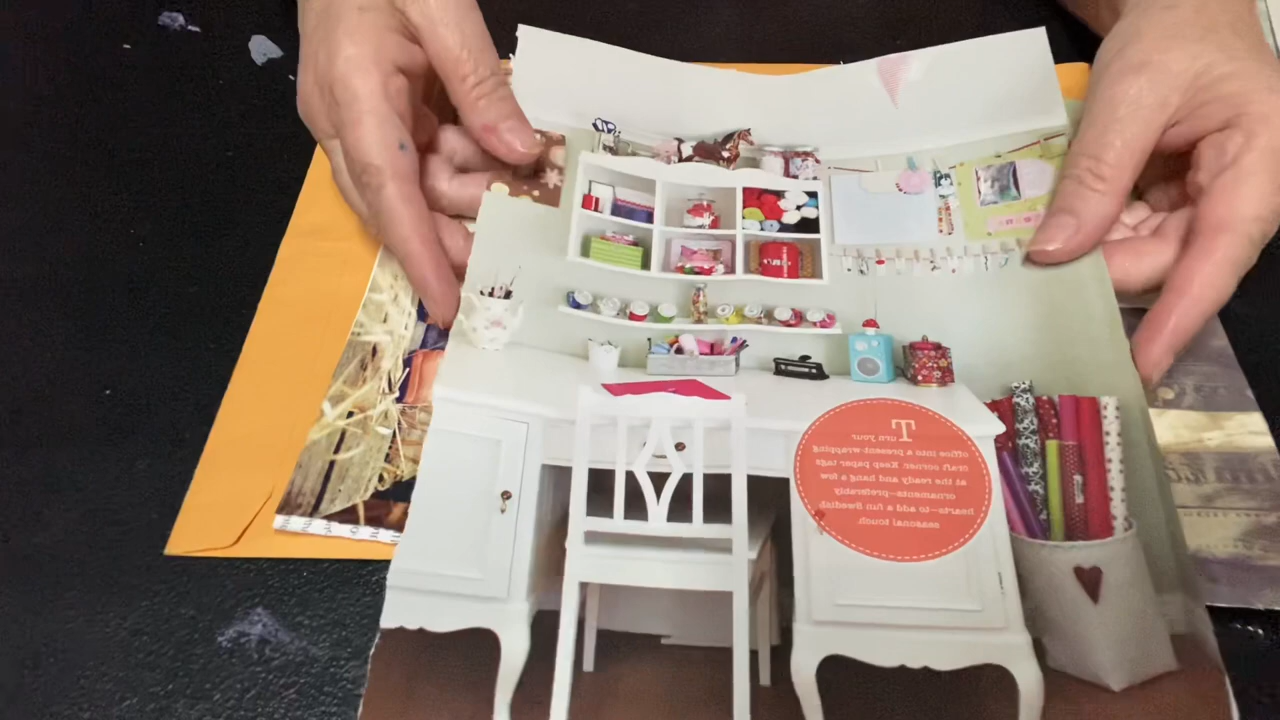 Turn your
office into a present-wrapping
craft corner. Keep paper tags
at the ready and hang a few
ornaments—preferably
hearts—to add a fun Swedish
seasonal touch.